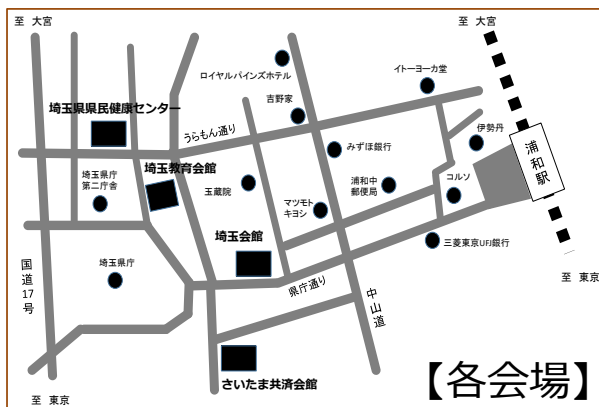 至 大宮
至 大宮
ロイヤルパインズホテル
イトーヨーカ堂
吉野家
埼玉県県民健康センター
うらもん通り
伊勢丹
浦和駅
みずほ銀行
埼玉教育会館
埼玉県庁
第二庁舎
玉蔵院
浦和中
郵便局
コルソ
マツモト
キヨシ
埼玉会館
三菱東京UFJ銀行
国道17号
埼玉県庁
県庁通り
中山道
至 東京
さいたま共済会館
【各会場】
至 東京